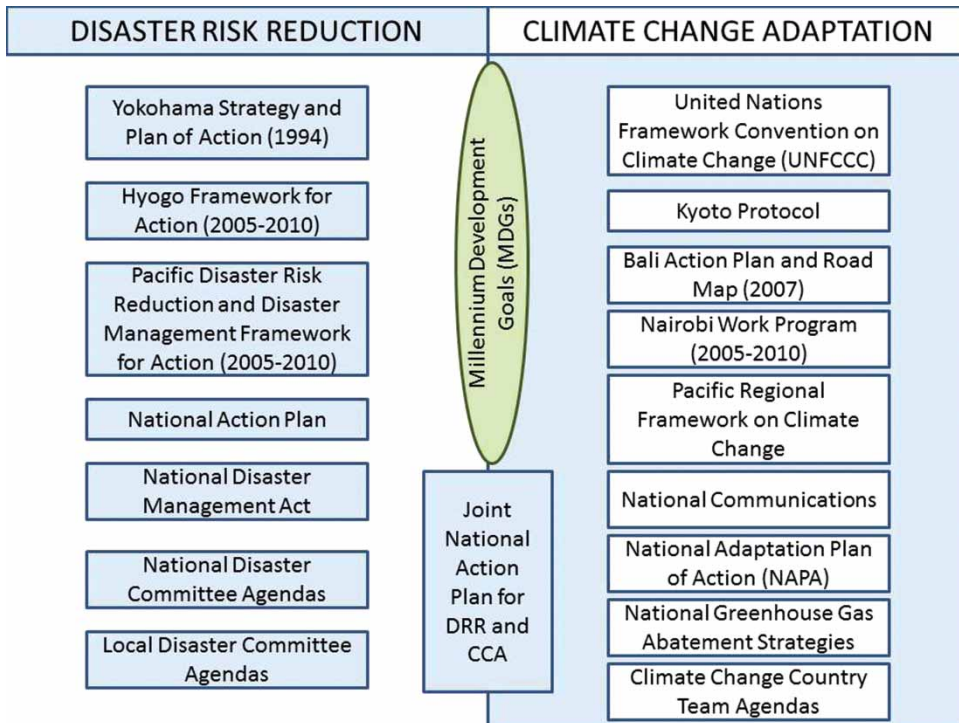 DISASTER RISK REDUCTION
CLIMATE CHANGE ADAPTATION
Yokohama Strategy and
Plan of Action (1994)
Hyogo Framework for
Action (2005-2010)
Pacific Disaster Risk
Reduction and Disaster
Management Framework
for Action (2005-2010)
National Action Plan
National Disaster
Management Act
National Disaster
Committee Agendas
Local Disaster Committee
Agendas
Millennium Development
Goals (MDGs)
Joint
National
Action
Plan for
DRR and
CCA
United Nations
Framework Convention on
Climate Change (UNFCCC)
Kyoto Protocol
Bali Action Plan and Road
Map (2007)
Nairobi Work Program
(2005-2010)
Pacific Regional
Framework on Climate
Change
National Communications
National Adaptation Plan
of Action (NAPA)
National Greenhouse Gas
Abatement Strategies
Climate Change Country
Team Agendas